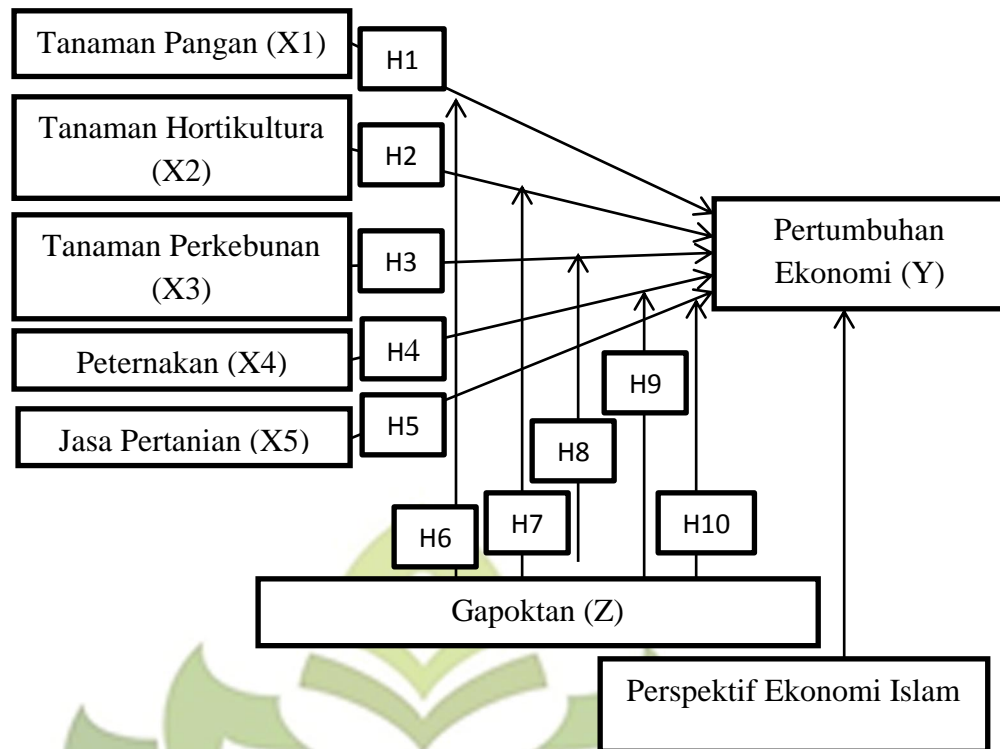 Tanaman Pangan (X1)
H1
Tanaman Hortikultura
(X2)
H2
Tanaman Perkebunan
(X3)
H3
Peternakan (X4)
H4
Jasa Pertanian (X5)
H5
Pertumbuhan
Ekonomi (Y)
H6
H7
H8
H9
H10
Gapoktan (Z)
Perspektif Ekonomi Islam